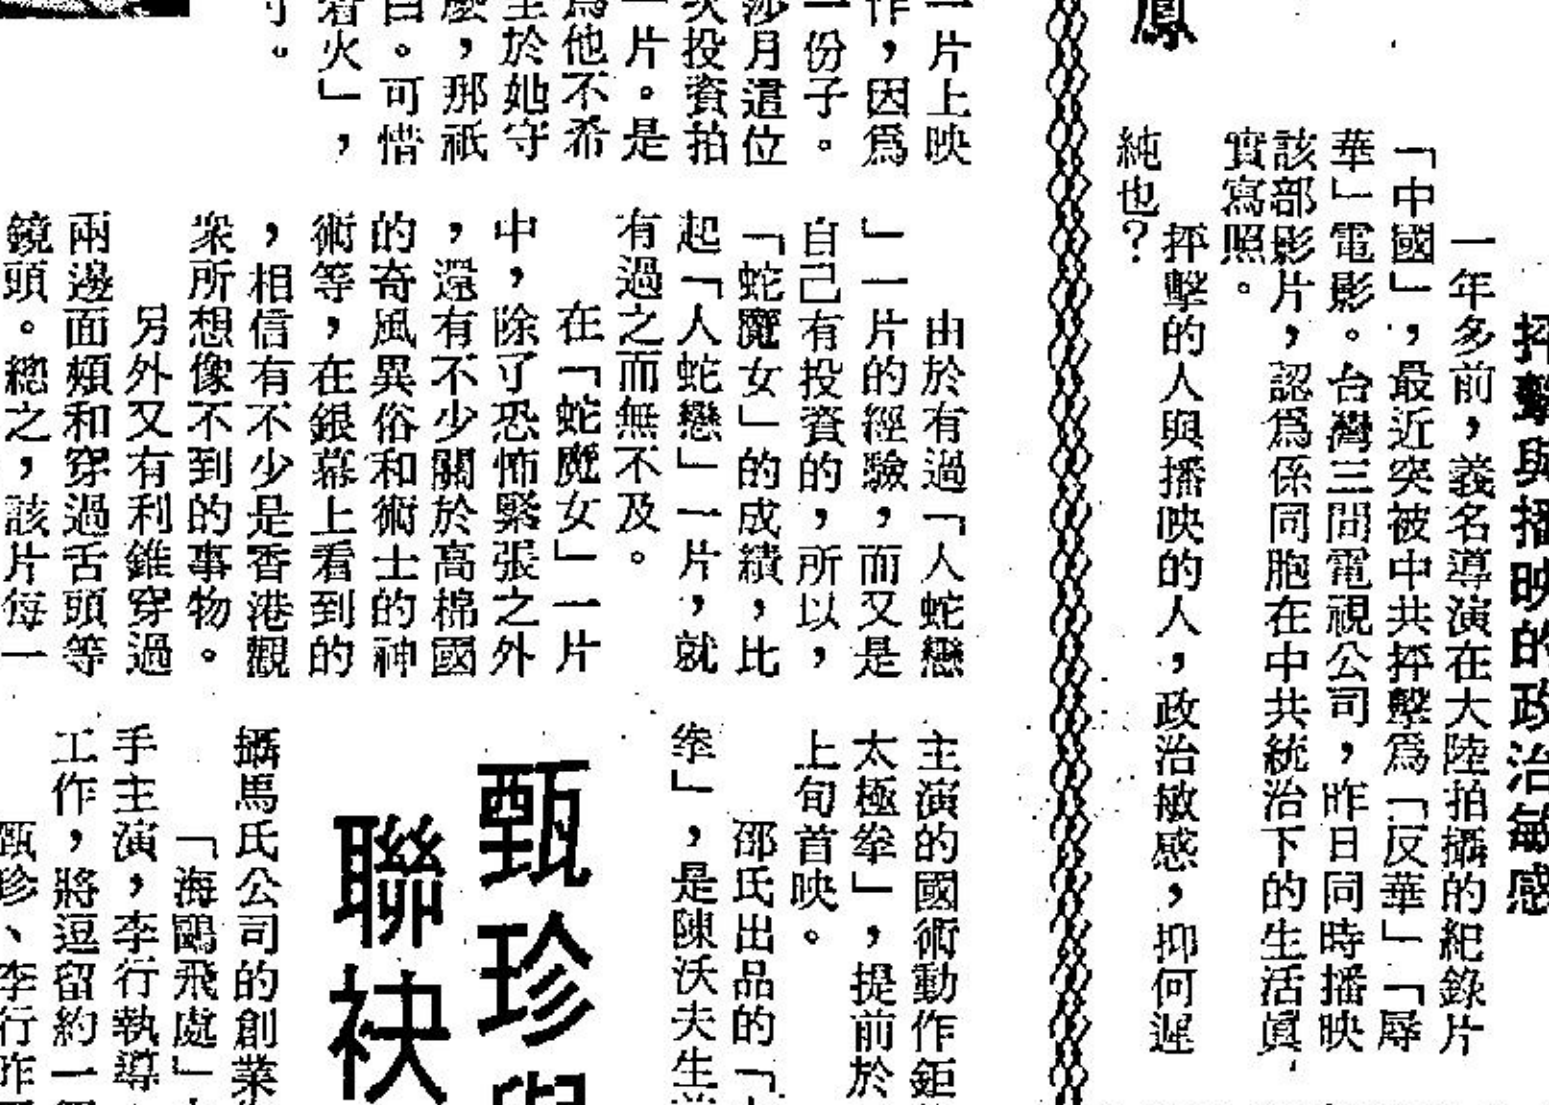 抨擊與播映的政治敏感
一年多前，義名導演在大陸拍攝的紀錄片
「中國」，最近突被中共抨擊爲「反華」「辱
華」電影。台灣三間電視公司，昨日同時播映
該部影片，認爲係同胞在中共統治下的生活眞
實寫照。
抨擊的人與播映的人，政治敏感，抑何遲
純也？
鳳
一片上映
作，因爲
一份子。
莎月這位
次投資拍
一片。是
爲他不希
至於她守
麼，那祇
白。可惜
着火」，
由於有過「人蛇戀
」一片的經驗，而又是
自己有投資的，所以，
「蛇魔女」的成績，比
起「人蛇戀」一片，就
有過之而無不及。
在「蛇魔女」一片
中，除了恐怖緊張之外
，還有不少關於高棉國
的奇風異俗和術士的神
術等，在銀幕上看到的
，相信有不少是香港觀
衆所想像不到的事物。
另外又有利錐穿過
兩邊面頰和穿過舌頭等
鏡頭。總之，該片每一
主演的國術動作鉅
太極拳」，提前於
上旬首映。
邵氏出品的「
拳」，是陳沃夫生
甄珍與
聯袂
攝馬氏公司的創業
「海鷗飛處」
手主演，李行執導
工作，將逗留約一
甄珍、李行昨